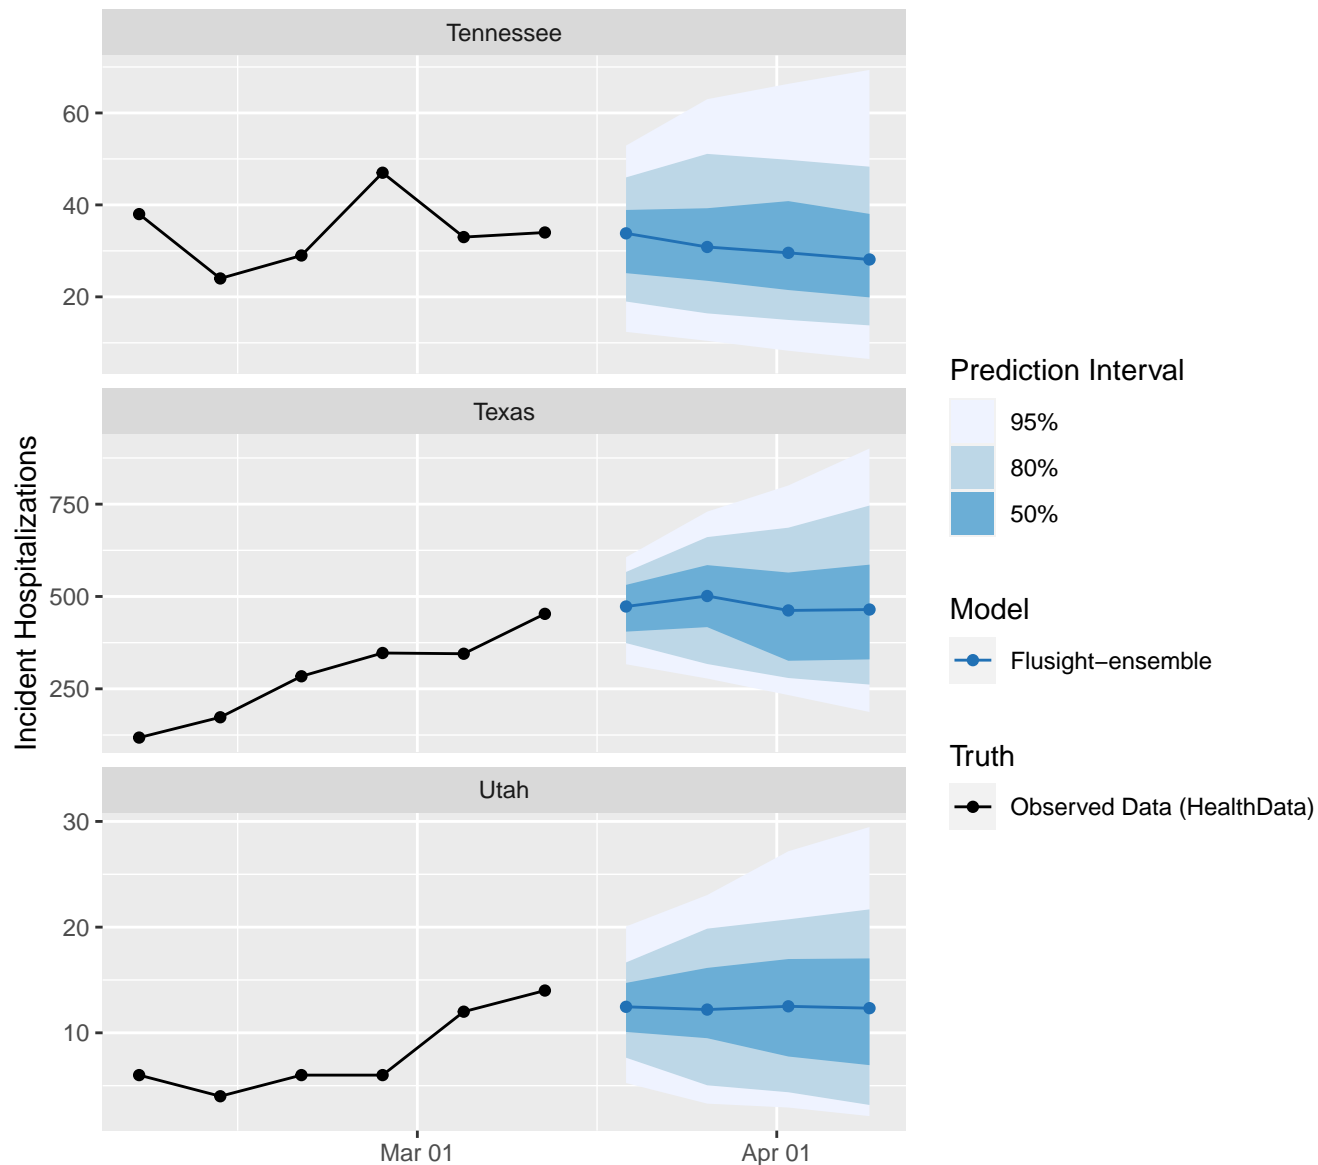 Tennessee
60
40
20
Texas
750
500
250
Utah
30
20
10
Mar 01
Apr 01
Incident Hospitalizations
Prediction Interval
95%
80%
50%
Model
Flusight−ensemble
Truth
Observed Data (HealthData)